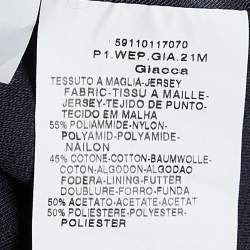 59110117070
P1.WEP.GIA.21M
Giacca
TESSUTO A MAGLIA-JERSEY
FABRIC-TISSU A MAILLE-
JERSEY-TEJIDO DE PUNTO-
TECIDO EM MALHA
55% POLIAMMIDE-NYLON-
POLYAMID-POLYAMIDE-
NAILON
45% COTONE-COTTON-BAUMWOLLE-
COTON-ALGODON-ALGODAO
FODERA-LINING-FUTTER
DOUBLURE-FORRO-FUNDA
50% ACETATO-ACETATE-ACETAT
50% POLIESTERE-POLYESTER-
POLIESTER